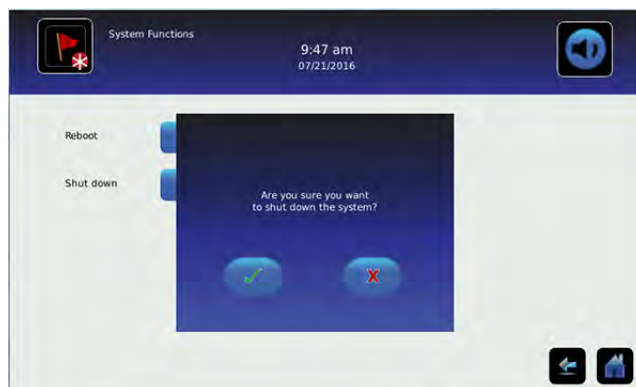 System Functions
9:47 am
07/21/2016
Reboot
Shut down
Are you sure you want
to shut down the system?
X